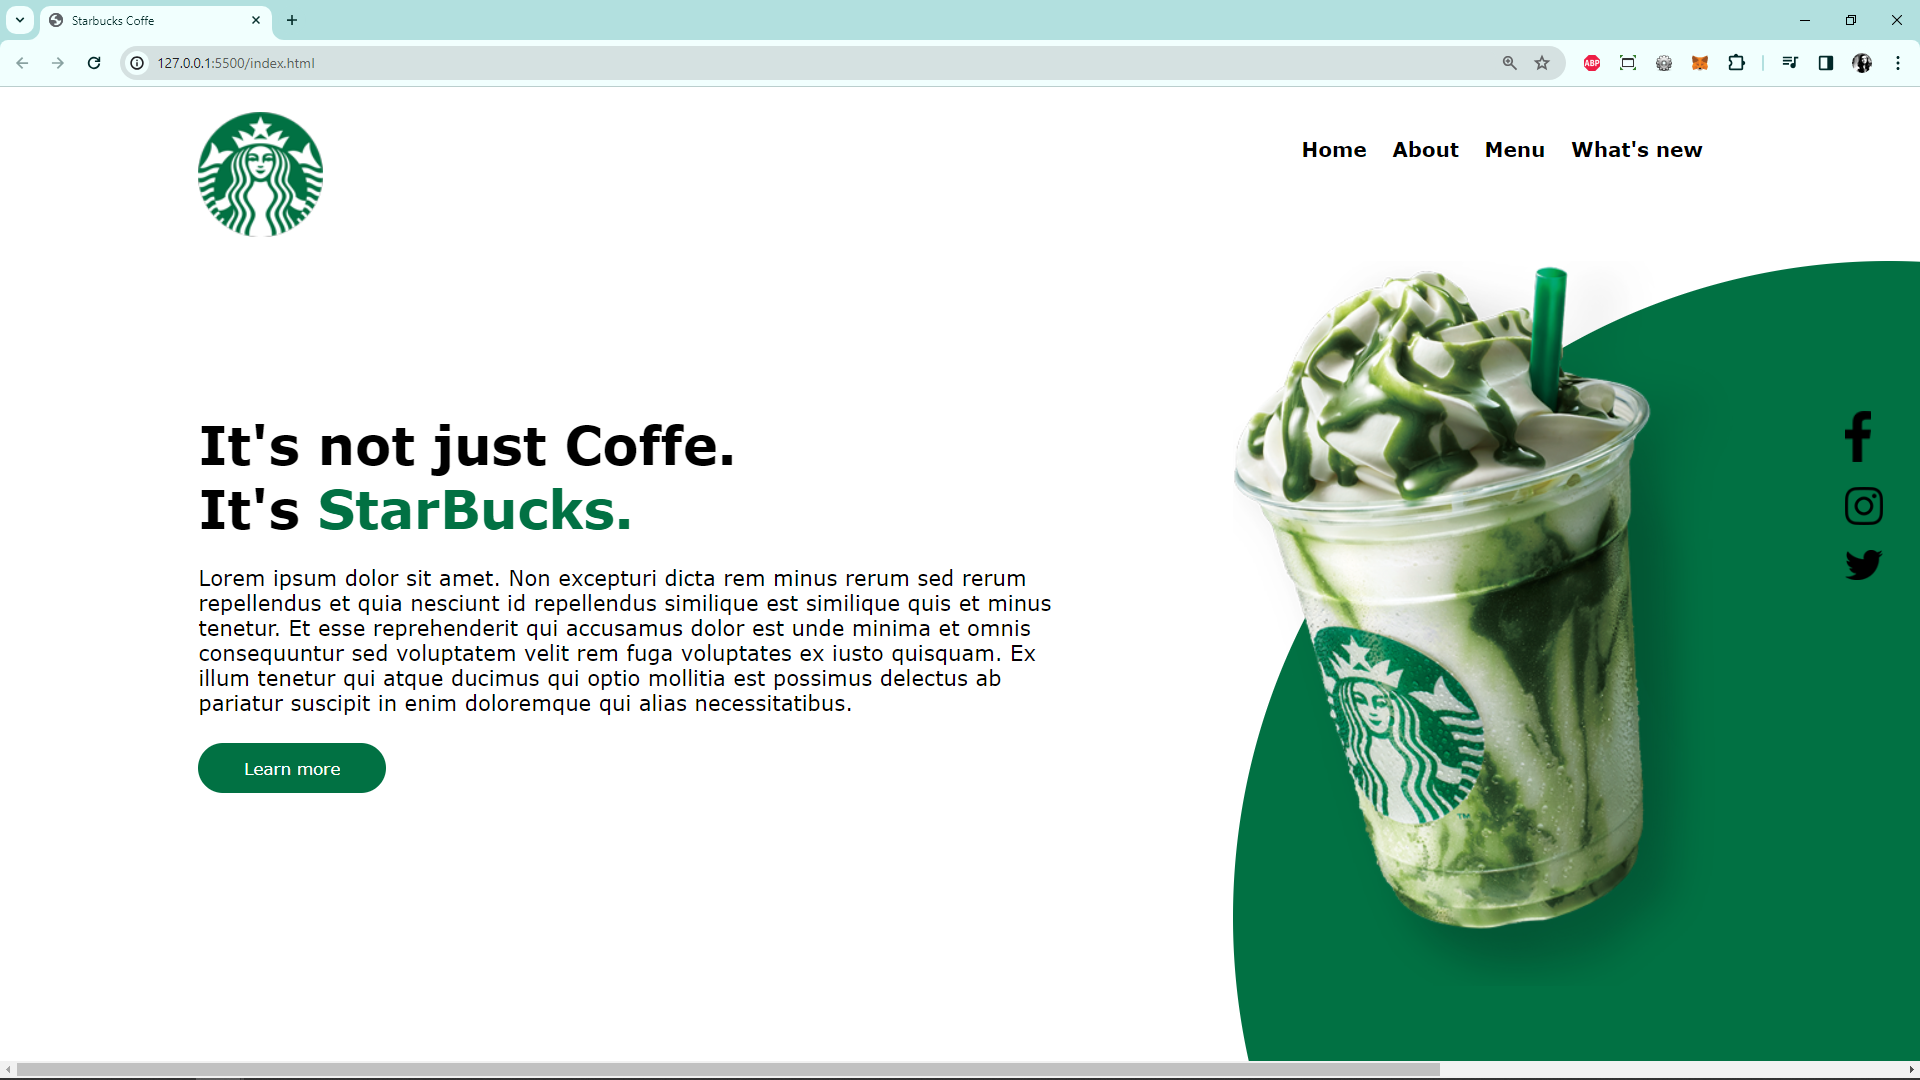 Starbucks Coffe
127.0.0.1:5500/index.html
ABP
Home About Menu What's new
It's not just Coffe.
It's StarBucks.
Lorem ipsum dolor sit amet. Non excepturi dicta rem minus rerum sed rerum
repellendus et quia nesciunt id repellendus similique est similique quis et minus
tenetur. Et esse reprehenderit qui accusamus dolor est unde minima et omnis
consequuntur sed voluptatem velit rem fuga voluptates ex iusto quisquam. Ex
illum tenetur qui atque ducimus qui optio mollitia est possimus delectus ab
pariatur suscipit in enim doloremque qui alias necessitatibus.
Learn more
TM